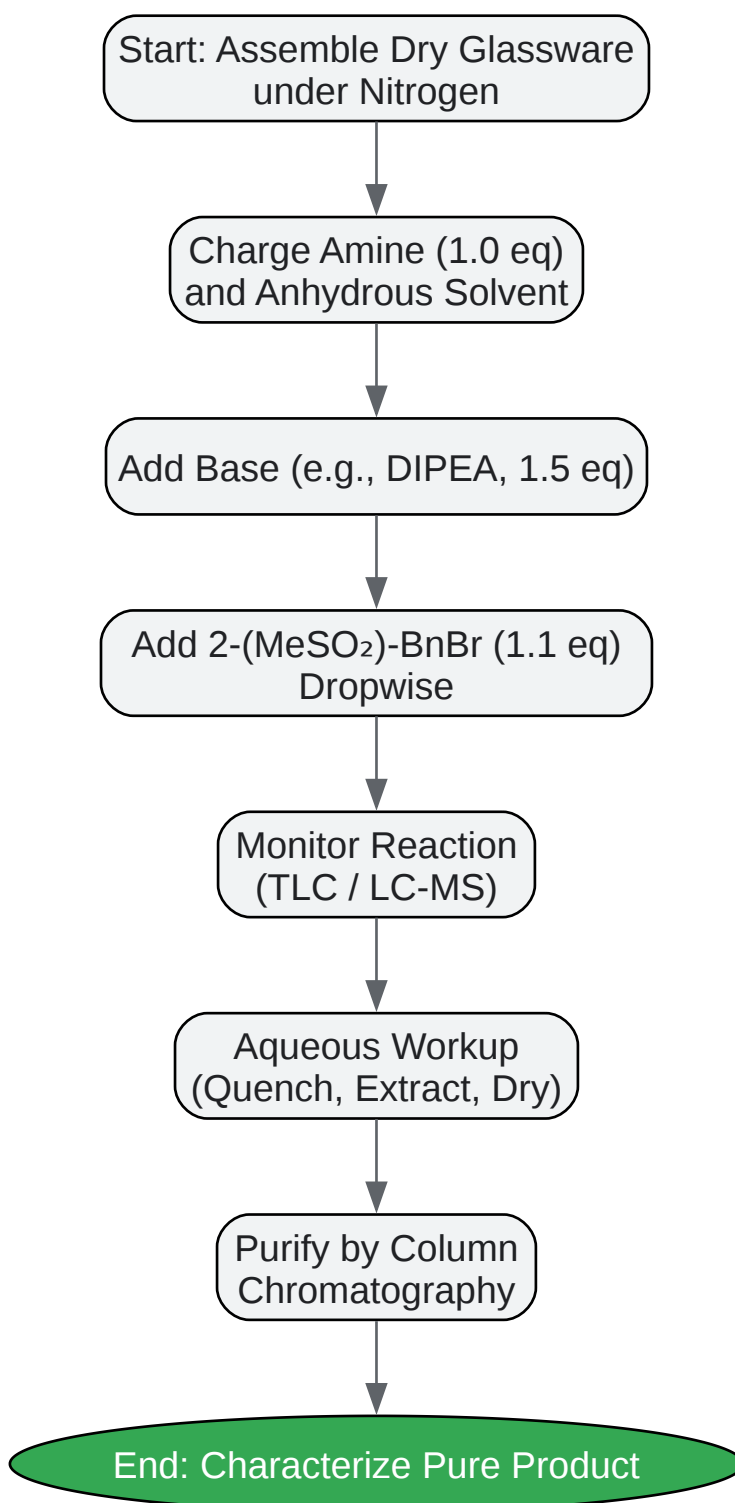 Start: Assemble Dry Glassware
under Nitrogen
Charge Amine (1.0 eq)
and Anhydrous Solvent
Add Base (e.g., DIPEA, 1.5 eq)
Add 2-(MeSO₂)-BnBr (1.1 eq)
Dropwise
Monitor Reaction
(TLC / LC-MS)
Aqueous Workup
(Quench, Extract, Dry)
Purify by Column
Chromatography
End: Characterize Pure Product